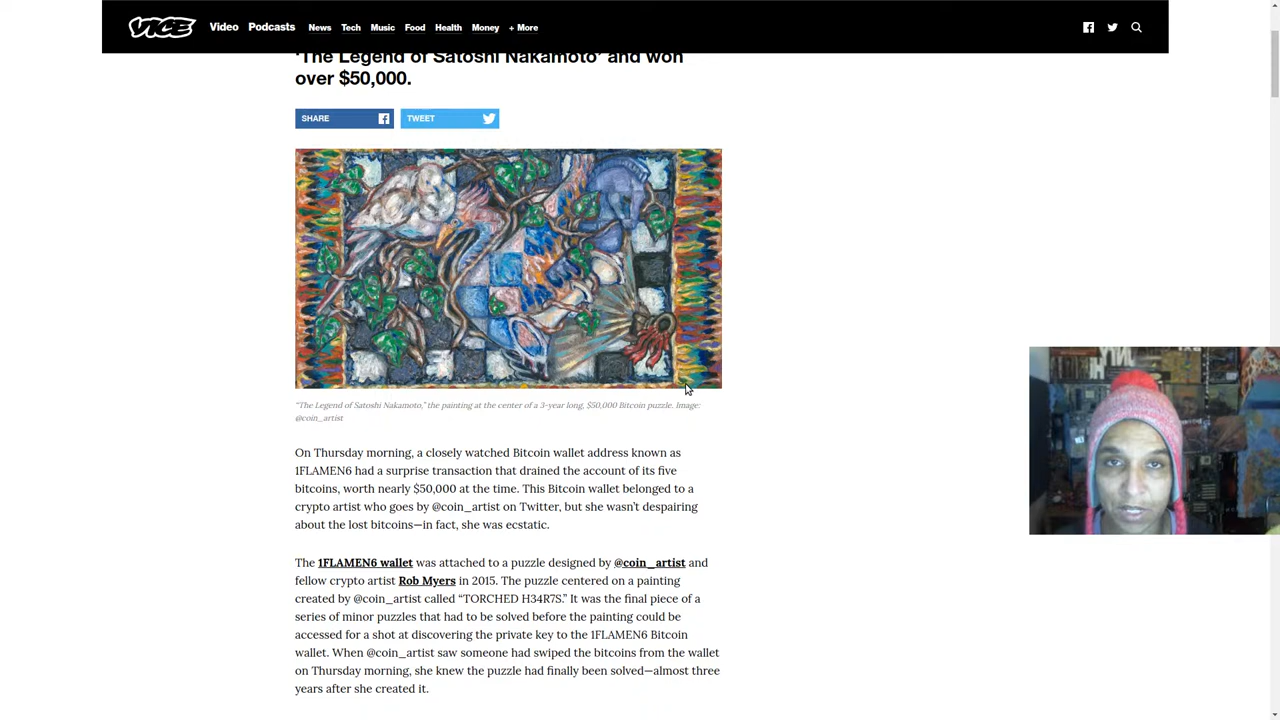 VICE Video Podcasts News Tech Music Food Health Money + More
‘The Legend of Satoshi Nakamoto’ and won
over $50,000.
SHARE TWEET
“The Legend of Satoshi Nakamoto,” the painting at the center of a 3-year long, $50,000 Bitcoin puzzle. Image:
@coin_artist
On Thursday morning, a closely watched Bitcoin wallet address known as
1FLAMEN6 had a surprise transaction that drained the account of its five
bitcoins, worth nearly $50,000 at the time. This Bitcoin wallet belonged to a
crypto artist who goes by @coin_artist on Twitter, but she wasn’t despairing
about the lost bitcoins—in fact, she was ecstatic.
The 1FLAMEN6 wallet was attached to a puzzle designed by @coin_artist and
fellow crypto artist Rob Myers in 2015. The puzzle centered on a painting
created by @coin_artist called “TORCHED H34R7S.” It was the final piece of a
series of minor puzzles that had to be solved before the painting could be
accessed for a shot at discovering the private key to the 1FLAMEN6 Bitcoin
wallet. When @coin_artist saw someone had swiped the bitcoins from the wallet
on Thursday morning, she knew the puzzle had finally been solved—almost three
years after she created it.